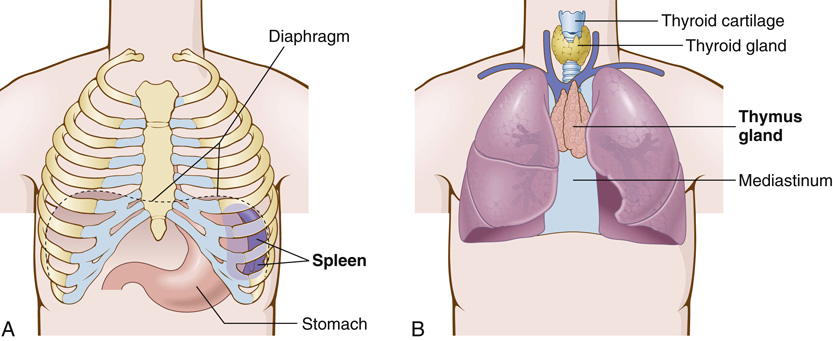 Diaphragm
Spleen
Stomach
A
Thyroid cartilage
Thyroid gland
Thymus
gland
Mediastinum
B